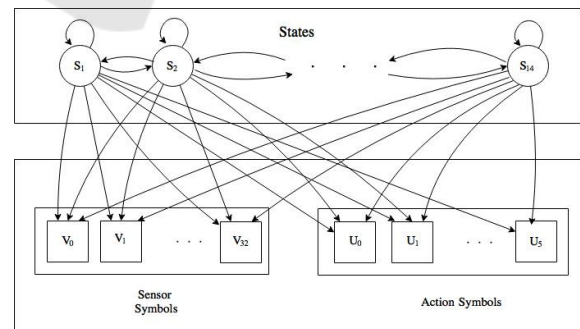 States
S1 S2 . . . S14
V0 V1 . . . V32 U0 U1 . . . U5
Sensor
Symbols
Action Symbols